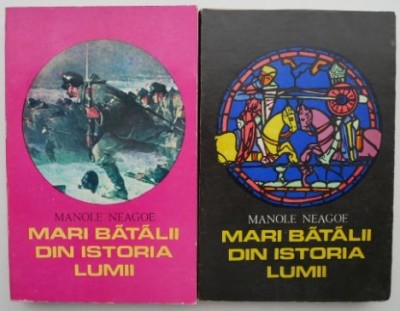 MANOLE NEAGOE
MARI BĂTĂLII
DIN ISTORIA
LUMII
MANOLE NEAGOE
MARI BĂTĂLII
DIN ISTORIA
LUMII